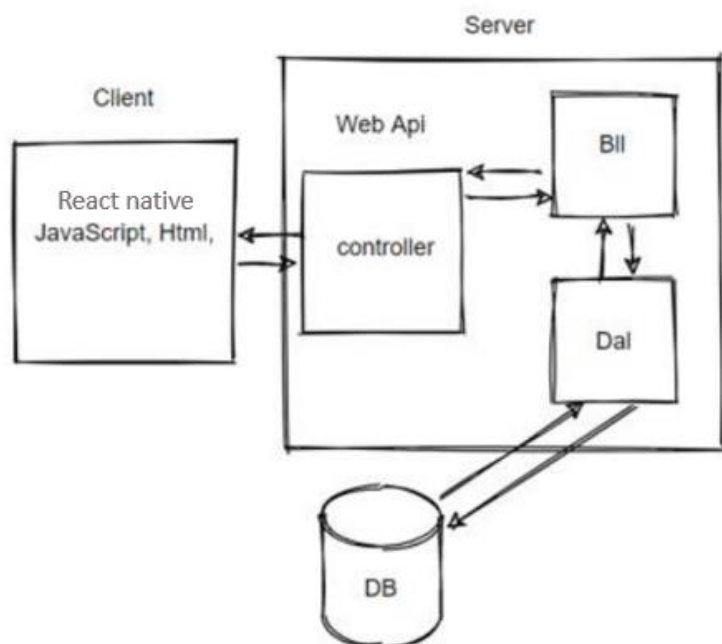 Server
Client
Web Api
Bll
React native
JavaScript, Html,
controller
Dal
DB